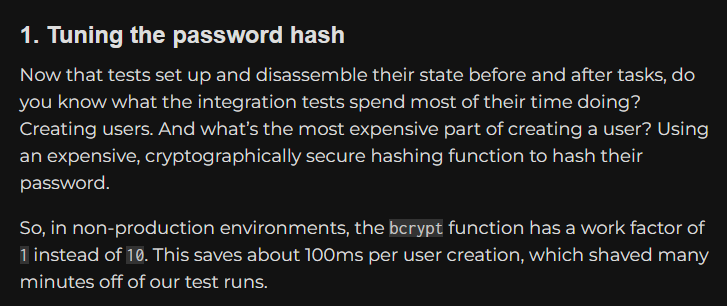 1. Tuning the password hash
Now that tests set up and disassemble their state before and after tasks, do
you know what the integration tests spend most of their time doing?
Creating users. And what’s the most expensive part of creating a user? Using
an expensive, cryptographically secure hashing function to hash their
password.
So, in non-production environments, the bcrypt function has a work factor of
1 instead of 10. This saves about 100ms per user creation, which shaved many
minutes off of our test runs.